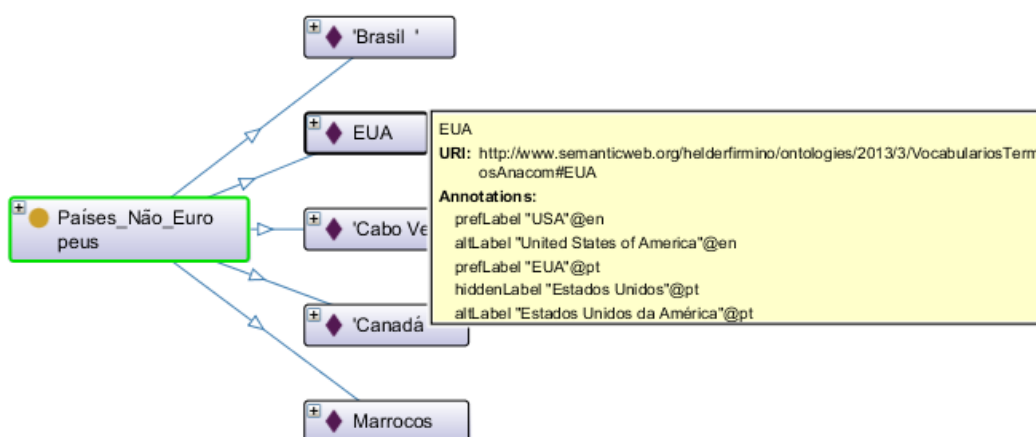 'Brasil '
EUA
Países_Não_Euro
peus
'Cabo Ve
'Canadá
Marrocos
EUA
URI: http://www.semanticweb.org/helderfirmino/ontologies/2013/3/VocabulariosTerm
osAnacom#EUA
Annotations:
prefLabel "USA"@en
altLabel "United States of America"@en
prefLabel "EUA"@pt
hiddenLabel "Estados Unidos"@pt
altLabel "Estados Unidos da América"@pt